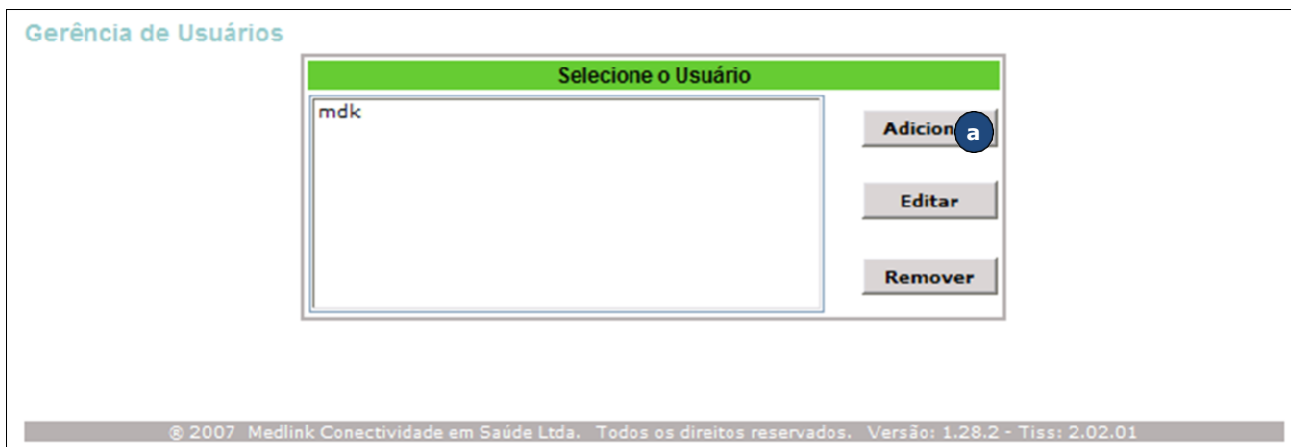 Gerência de Usuários
Selecione o Usuário
mdk
Adicion
a
Editar
Remover
® 2007 Medlink Conectividade em Saúde Ltda. Todos os direitos reservados. Versão: 1.28.2 - Tiss: 2.02.01